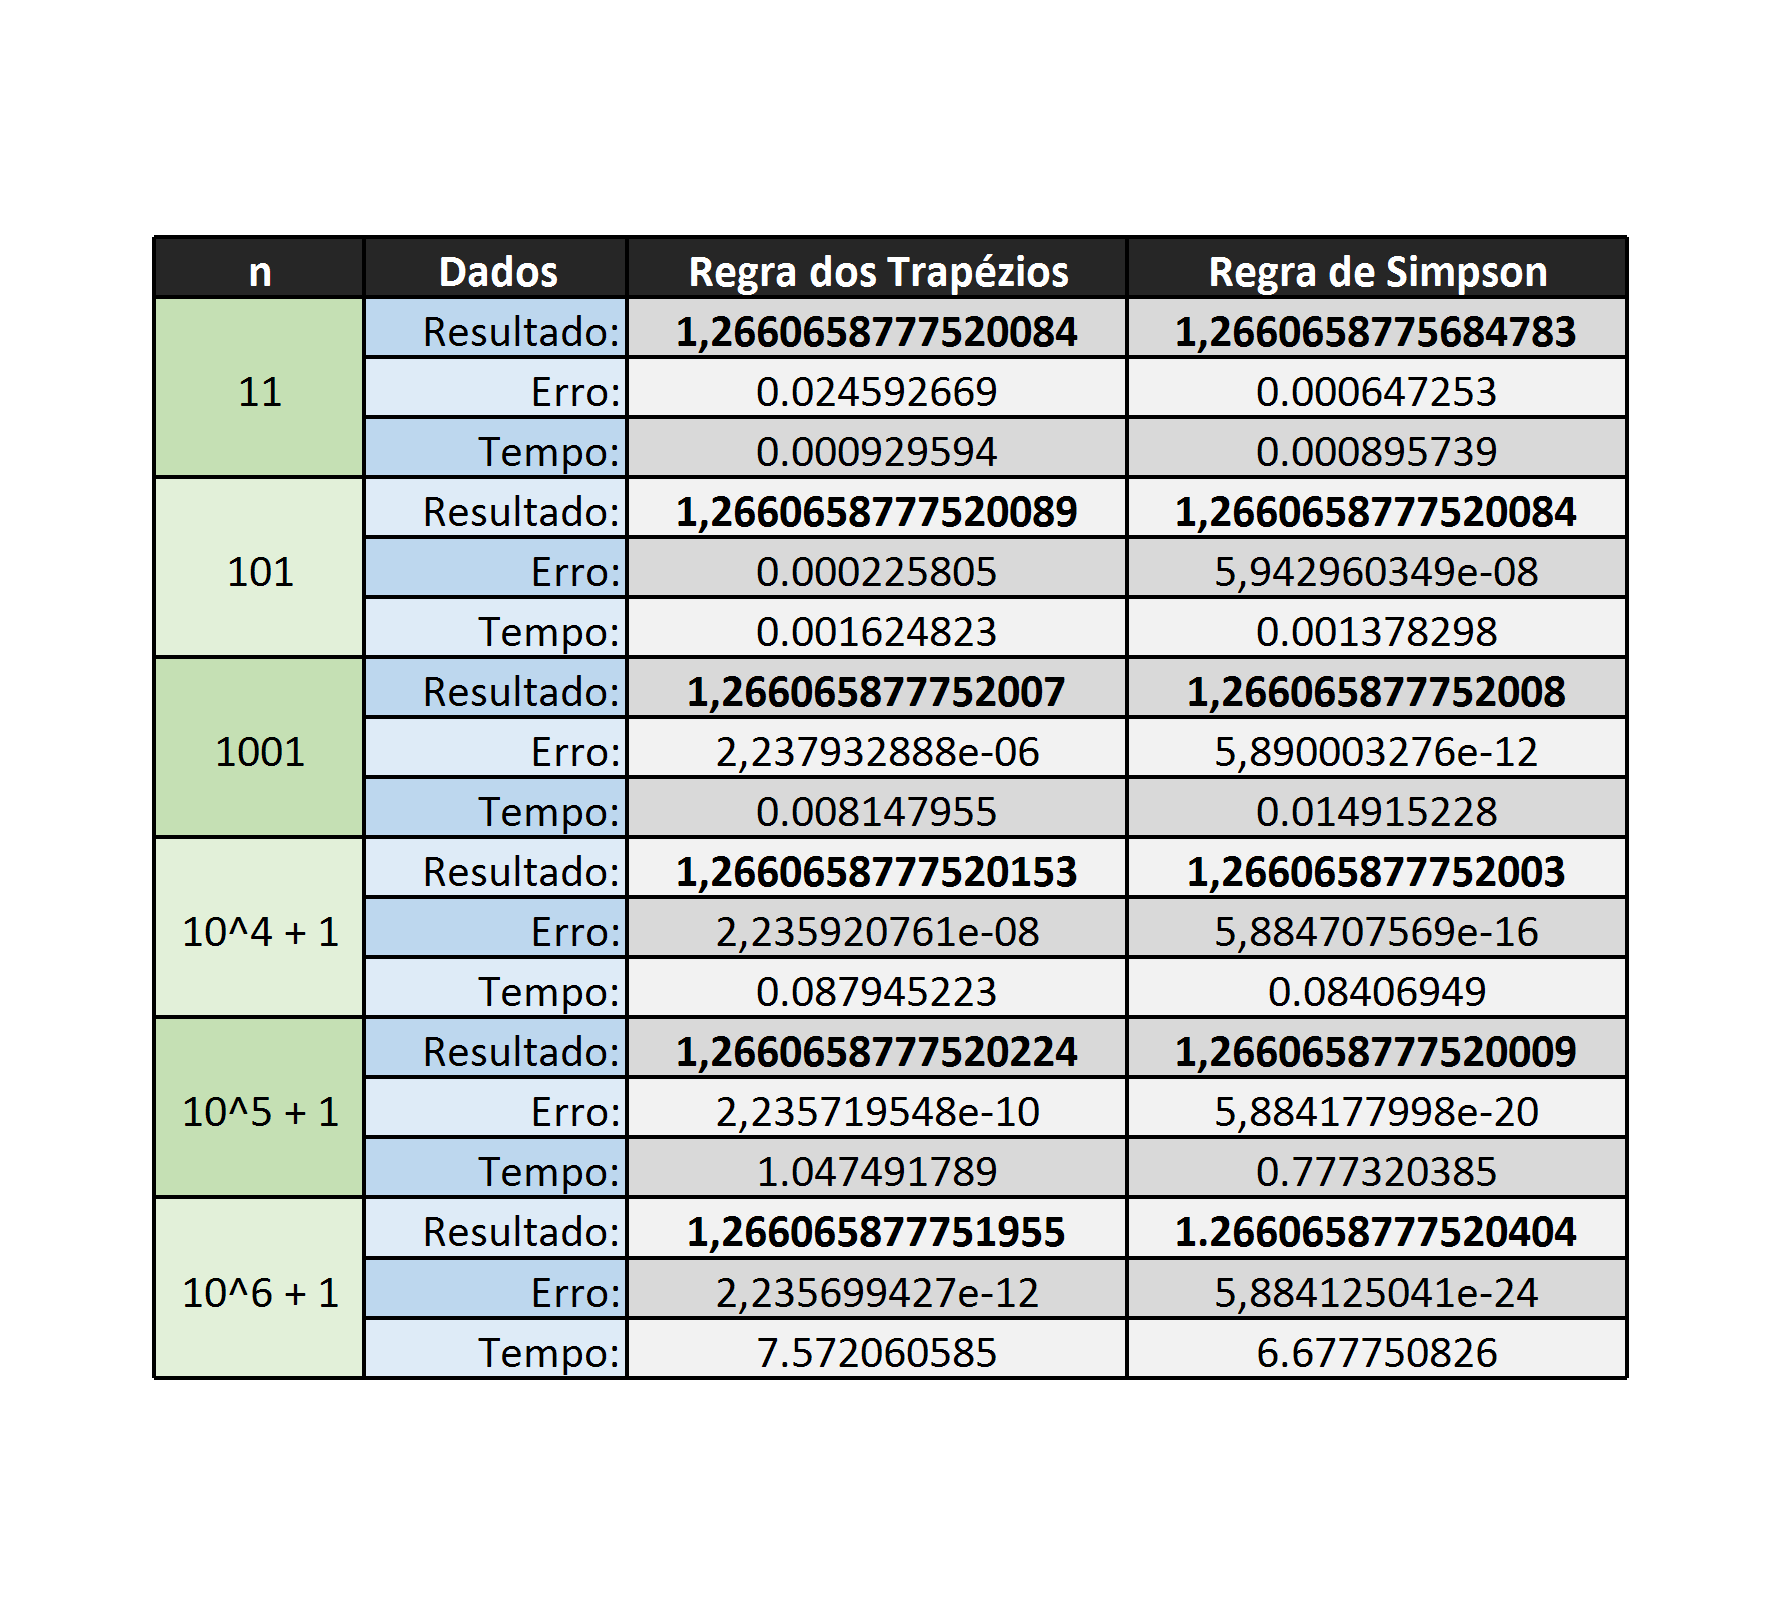 n Dados Regra dos Trapézios Regra de Simpson
Resultado: 1,2660658777520084 1,2660658775684783
11 Erro: 0.024592669 0.000647253
Tempo: 0.000929594 0.000895739
Resultado: 1,2660658777520089 1,2660658777520084
101 Erro: 0.000225805 5,942960349e-08
Tempo: 0.001624823 0.001378298
Resultado: 1,266065877752007 1,266065877752008
1001 Erro: 2,237932888e-06 5,890003276e-12
Tempo: 0.008147955 0.014915228
Resultado: 1,2660658777520153 1,266065877752003
10^4 + 1 Erro: 2,235920761e-08 5,884707569e-16
Tempo: 0.087945223 0.08406949
Resultado: 1,2660658777520224 1,2660658777520009
10^5 + 1 Erro: 2,235719548e-10 5,884177998e-20
Tempo: 1.047491789 0.777320385
Resultado: 1,266065877751955 1.2660658777520404
10^6 + 1 Erro: 2,235699427e-12 5,884125041e-24
Tempo: 7.572060585 6.677750826